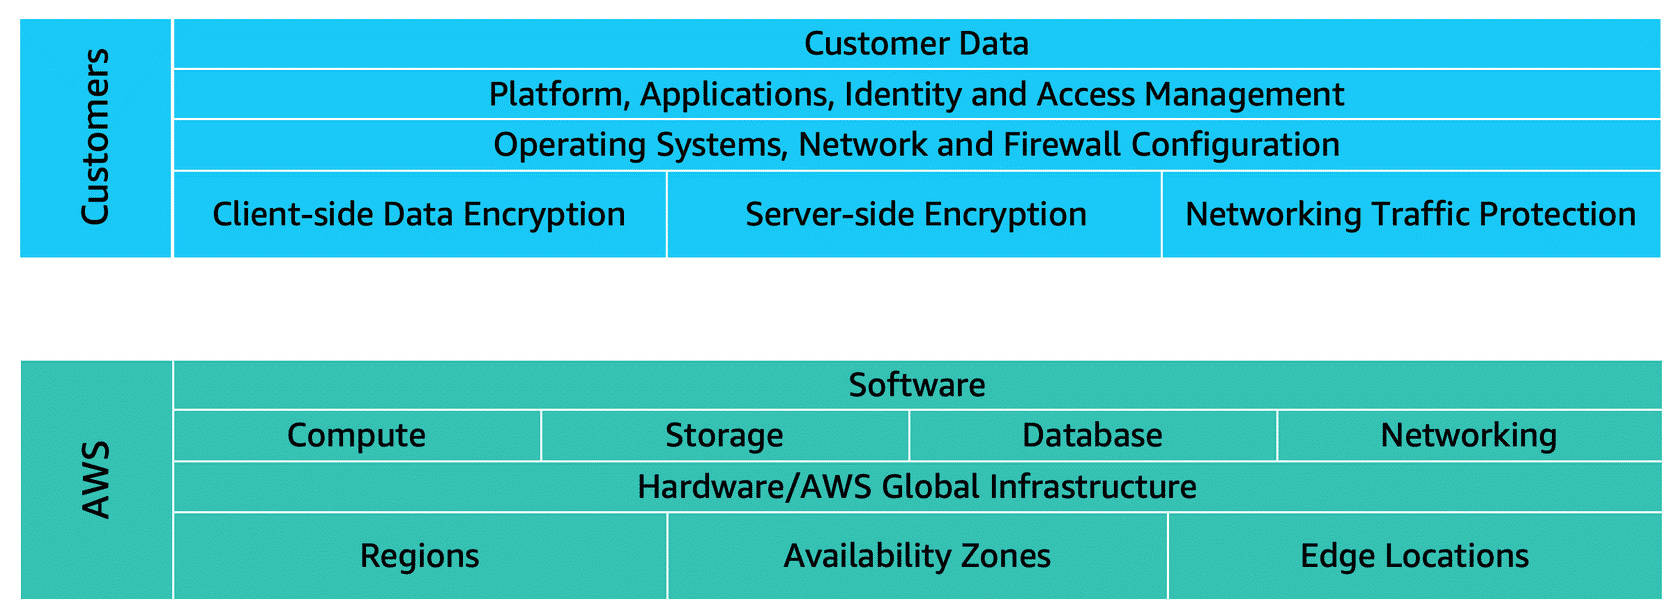 Customers
Customer Data
Platform, Applications, Identity and Access Management
Operating Systems, Network and Firewall Configuration
Client-side Data Encryption
Server-side Encryption
Networking Traffic Protection
AWS
Software
Compute
Storage
Database
Networking
Hardware/AWS Global Infrastructure
Regions
Availability Zones
Edge Locations